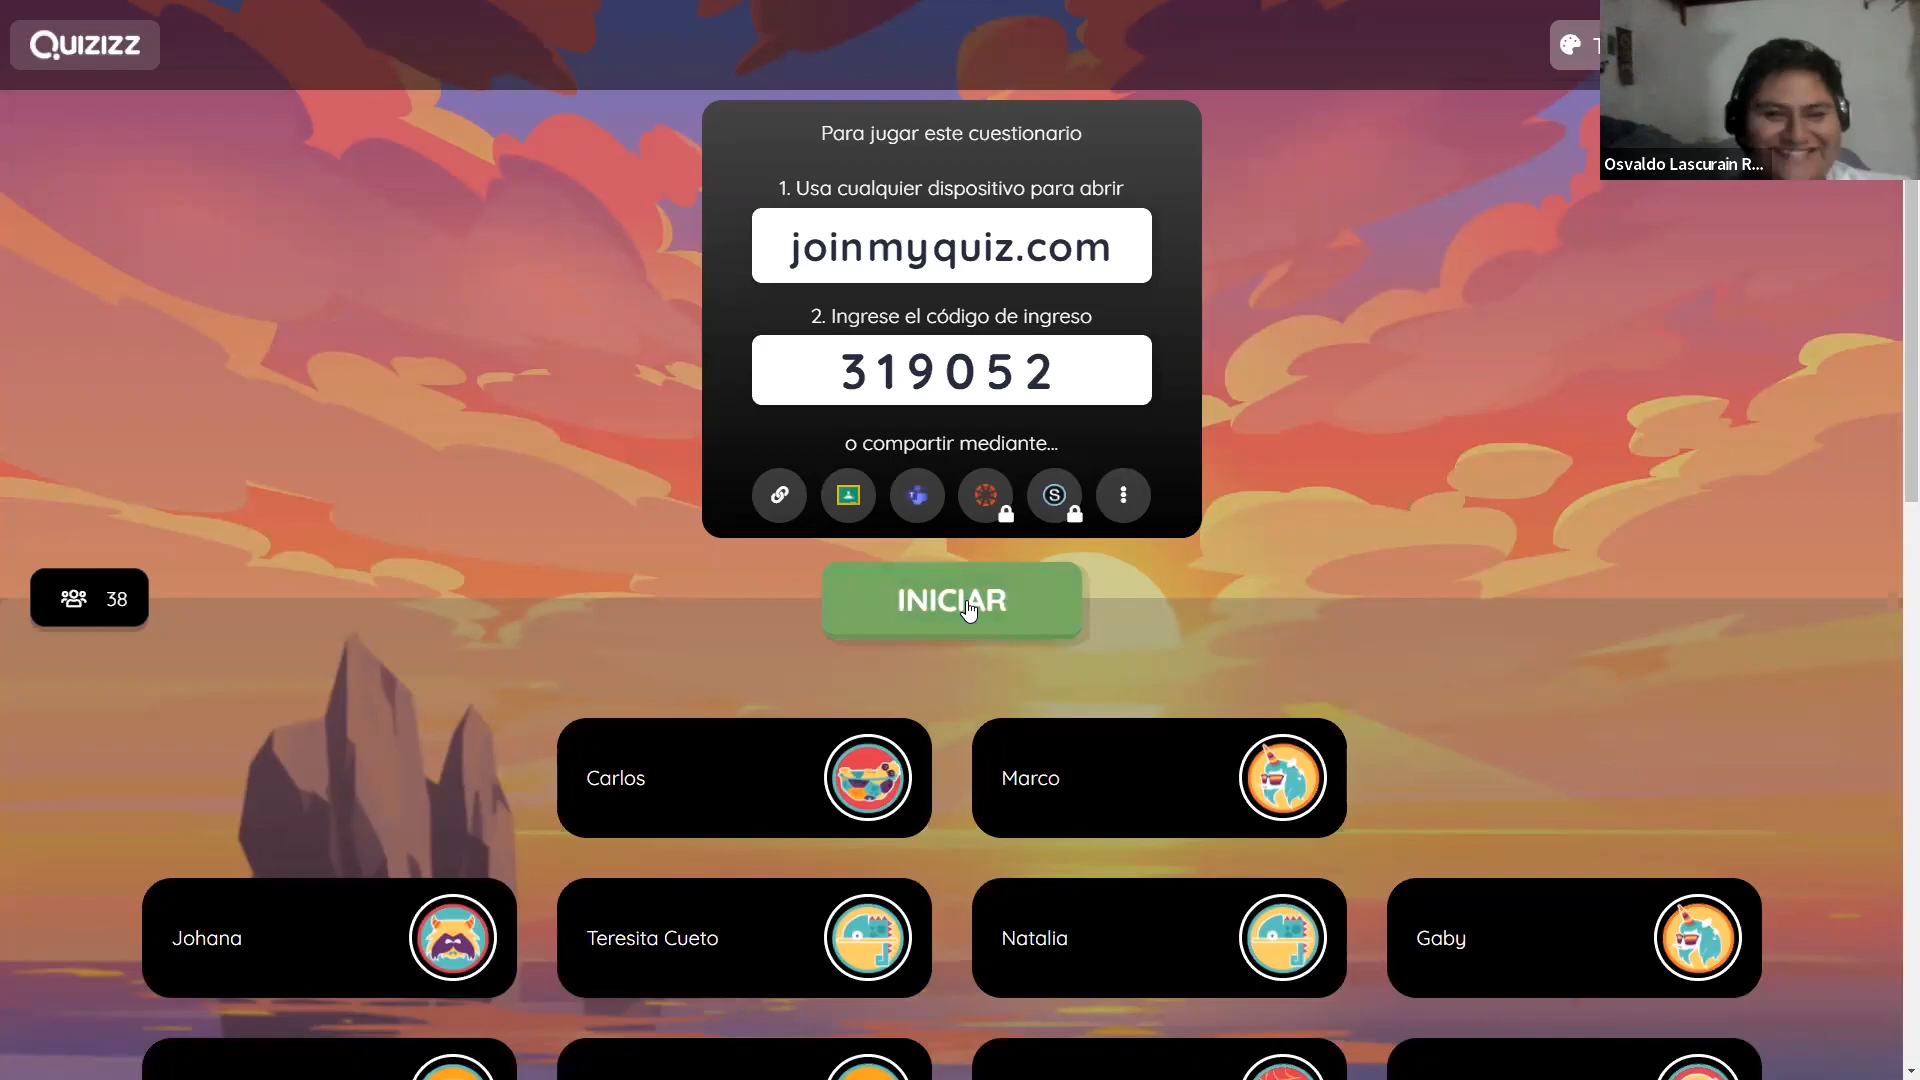 Quizizz
T
Osvaldo Lascurain R...
Para jugar este cuestionario
1. Usa cualquier dispositivo para abrir
joinmyquiz.com
2. Ingrese el código de ingreso
319052
o compartir mediante...
S
38
INICIAR
Carlos
Marco
Johana
Teresita Cueto
Natalia
Gaby